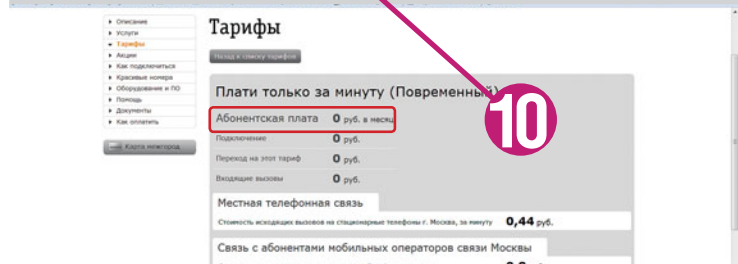 Описание
Услуги
Тарифы
Акции
Как подключиться
Красивые номера
Оборудование и ПО
Помощь
Документы
Как оплатить
Карта межгород
Тарифы
Назад к списку тарифов
Плати только за минуту (Повременный)
Абонентская плата 0 руб. в месяц
Подключение 0 руб.
Переход на этот тариф 0 руб.
Входящие вызовы 0 руб.
10
Местная телефонная связь
Стоимость исходящих вызовов на стационарные телефоны г. Москва, за минуту 0,44 руб.
Связь с абонентами мобильных операторов связи Москвы